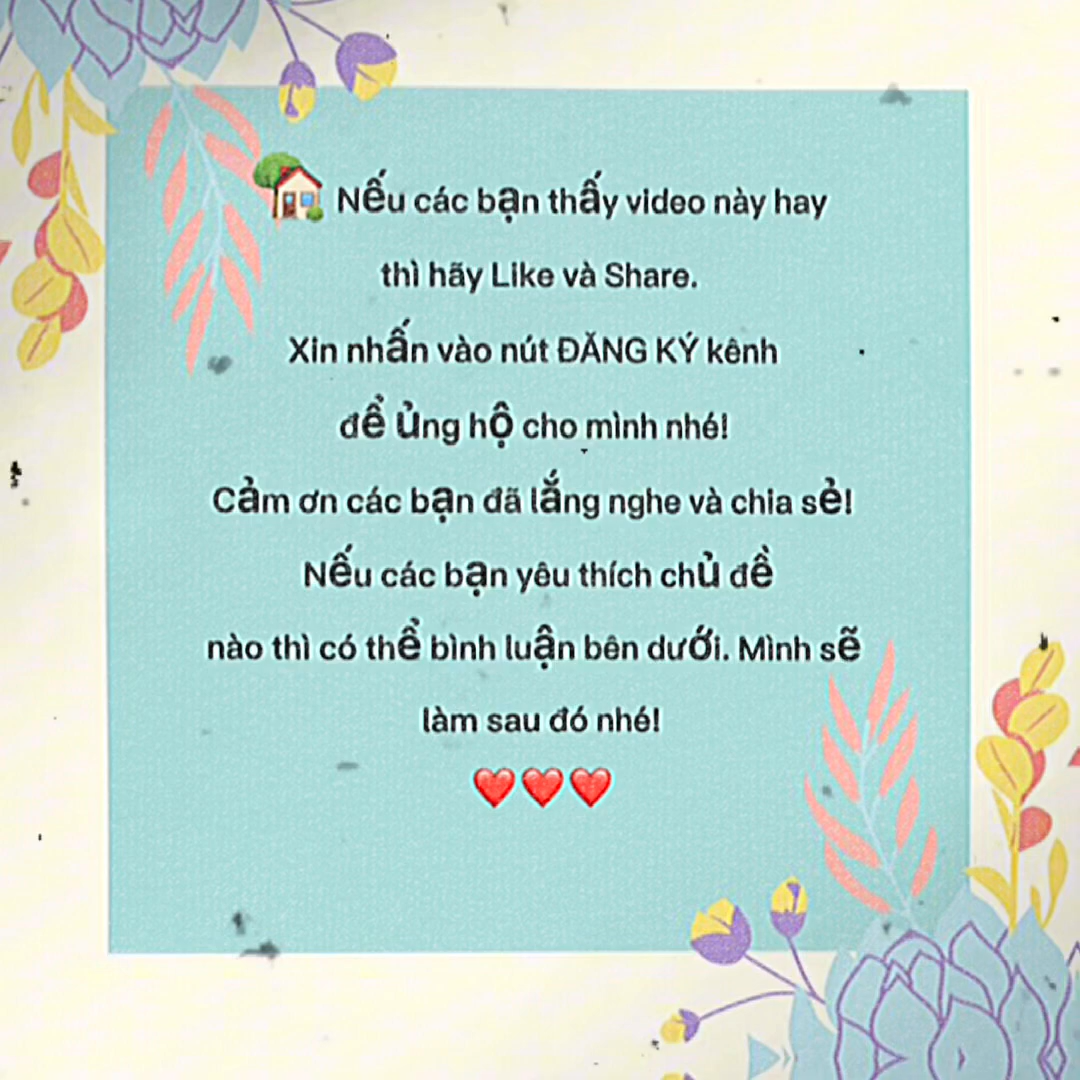 🏡 Nếu các bạn thấy video này hay
thì hãy Like và Share.
Xin nhấn vào nút ĐĂNG KÝ kênh
để ủng hộ cho mình nhé!
Cảm ơn các bạn đã lắng nghe và chia sẻ!
Nếu các bạn yêu thích chủ đề
nào thì có thể bình luận bên dưới. Mình sẽ
làm sau đó nhé!
❤️❤️❤️